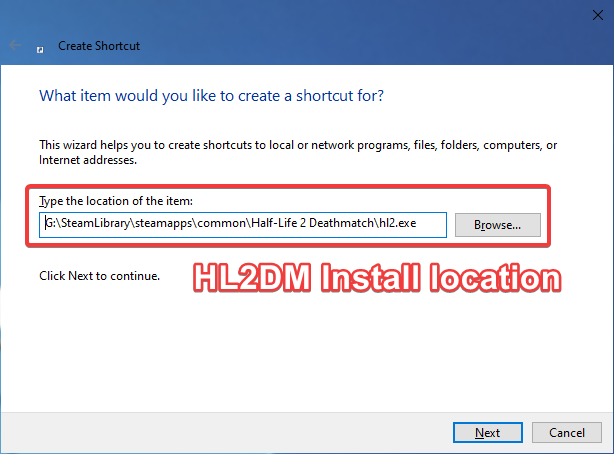 Create Shortcut
What item would you like to create a shortcut for?
This wizard helps you to create shortcuts to local or network programs, files, folders, computers, or
Internet addresses.
Type the location of the item:
G:\SteamLibrary\steamapps\common\Half-Life 2 Deathmatch\hl2.exe
Browse...
Click Next to continue.
HL2DM Install location
Next
Cancel